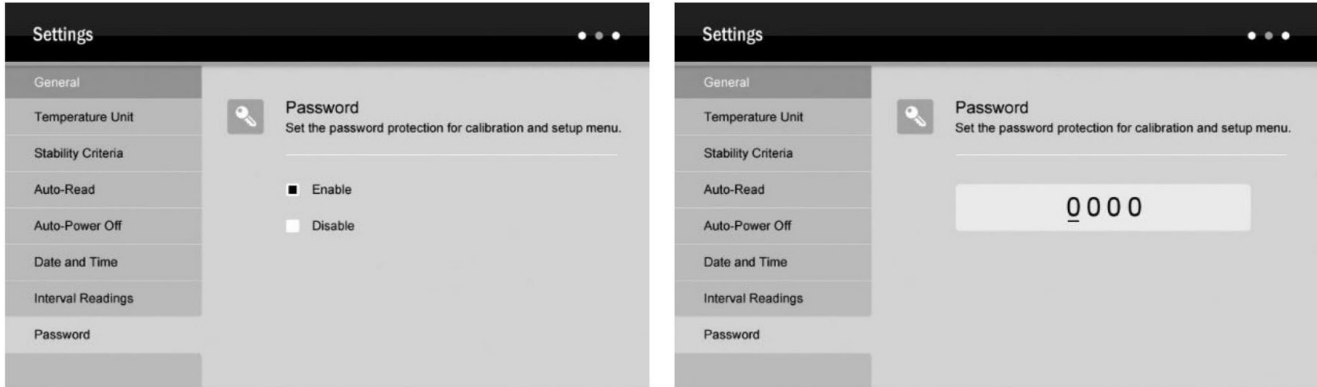 Settings
General
Temperature Unit
Stability Criteria
Auto-Read
Auto-Power Off
Date and Time
Interval Readings
Password
Password
Set the password protection for calibration and setup menu.
Enable
Disable
Settings
General
Temperature Unit
Stability Criteria
Auto-Read
Auto-Power Off
Date and Time
Interval Readings
Password
Password
Set the password protection for calibration and setup menu.
0000